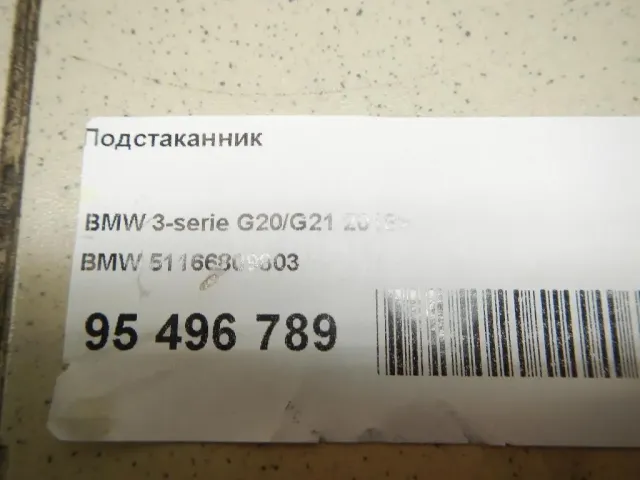 Подстаканник
BMW 3-serie G20/G21
BMW
95 496 789